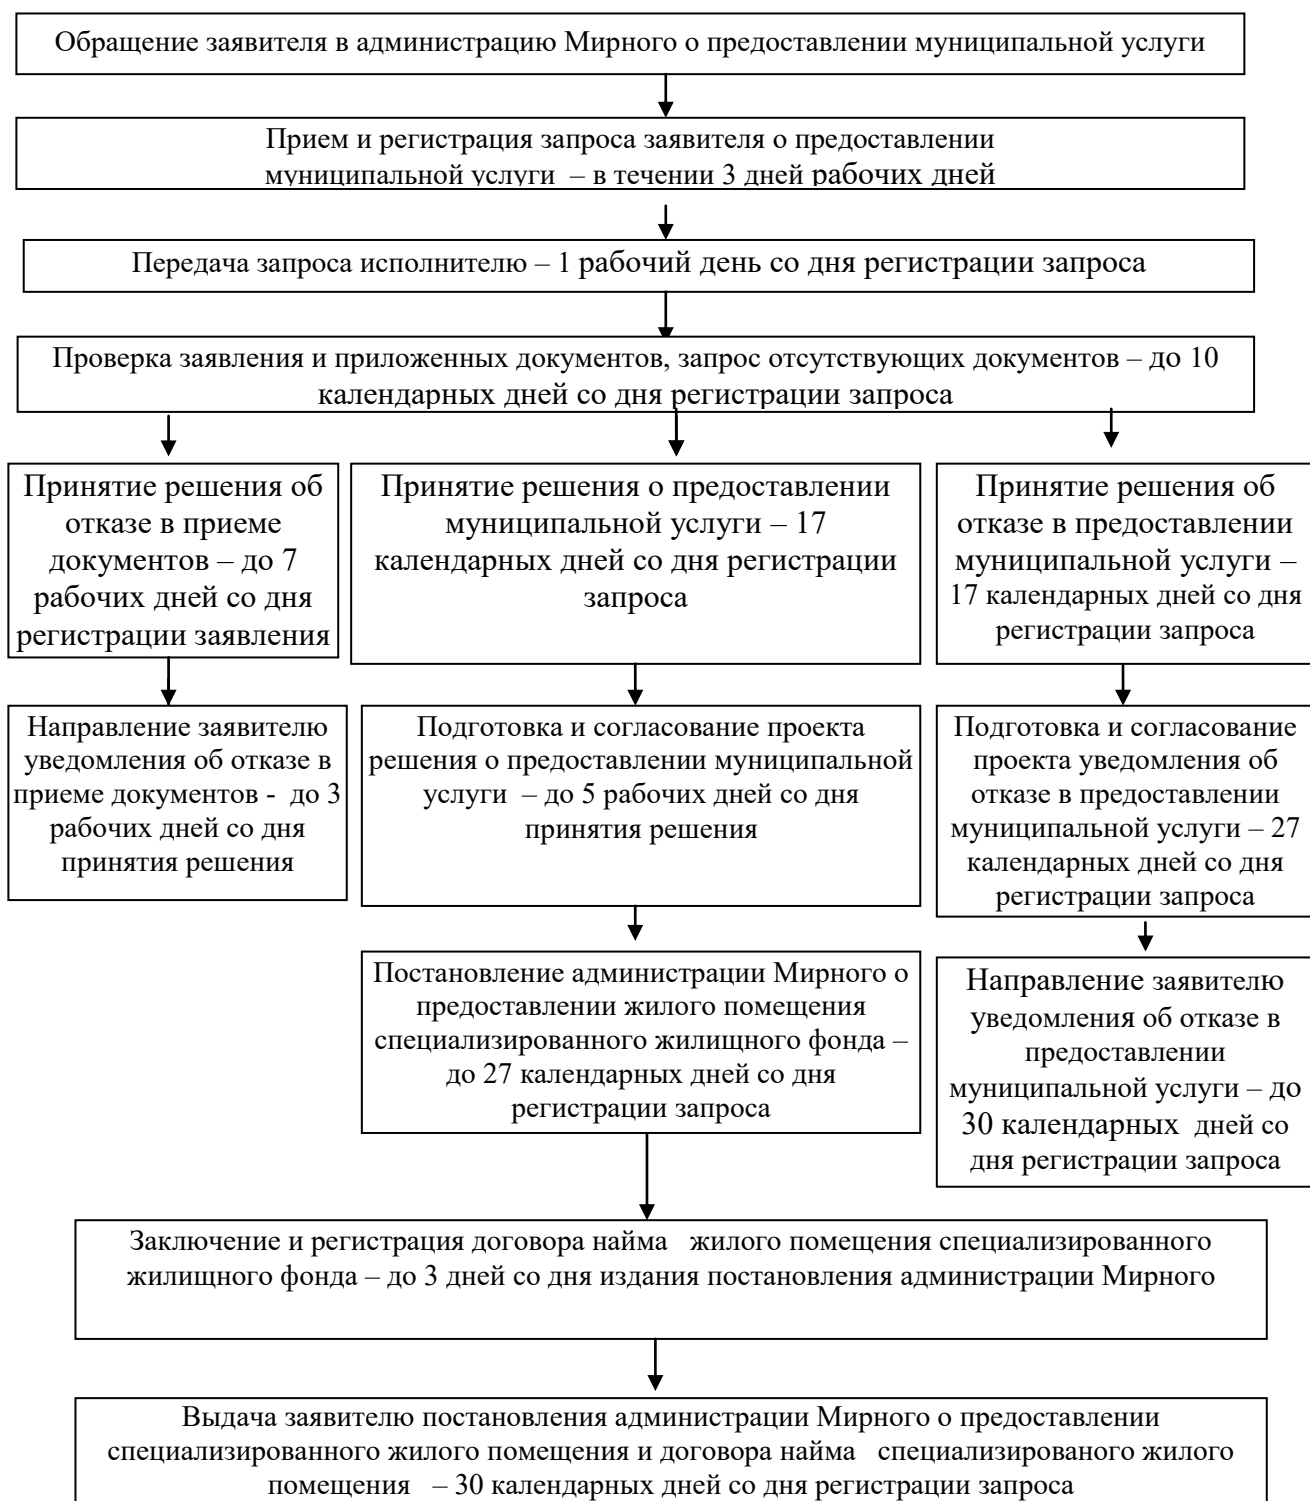 Обращение заявителя в администрацию Мирного о предоставлении муниципальной услуги
Прием и регистрация запроса заявителя о предоставлении
муниципальной услуги – в течении 3 дней рабочих дней
Передача запроса исполнителю – 1 рабочий день со дня регистрации запроса
Проверка заявления и приложенных документов, запрос отсутствующих документов – до 10
календарных дней со дня регистрации запроса
Принятие решения об
отказе в приеме
документов – до 7
рабочих дней со дня
регистрации заявления
Принятие решения о предоставлении
муниципальной услуги – 17
календарных дней со дня регистрации
запроса
Принятие решения об
отказе в предоставлении
муниципальной услуги –
17 календарных дней со дня
регистрации запроса
Направление заявителю
уведомления об отказе в
приеме документов - до 3
рабочих дней со дня
принятия решения
Подготовка и согласование проекта
решения о предоставлении муниципальной
услуги – до 5 рабочих дней со дня
принятия решения
Подготовка и согласование
проекта уведомления об
отказе в предоставлении
муниципальной услуги – 27
календарных дней со дня
регистрации запроса
Постановление администрации Мирного о
предоставлении жилого помещения
специализированного жилищного фонда –
до 27 календарных дней со дня
регистрации запроса
Направление заявителю
уведомления об отказе в
предоставлении
муниципальной услуги – до
30 календарных дней со
дня регистрации запроса
Заключение и регистрация договора найма жилого помещения специализированного
жилищного фонда – до 3 дней со дня издания постановления администрации Мирного
Выдача заявителю постановления администрации Мирного о предоставлении
специализированного жилого помещения и договора найма специализированого жилого
помещения – 30 календарных дней со дня регистрации запроса